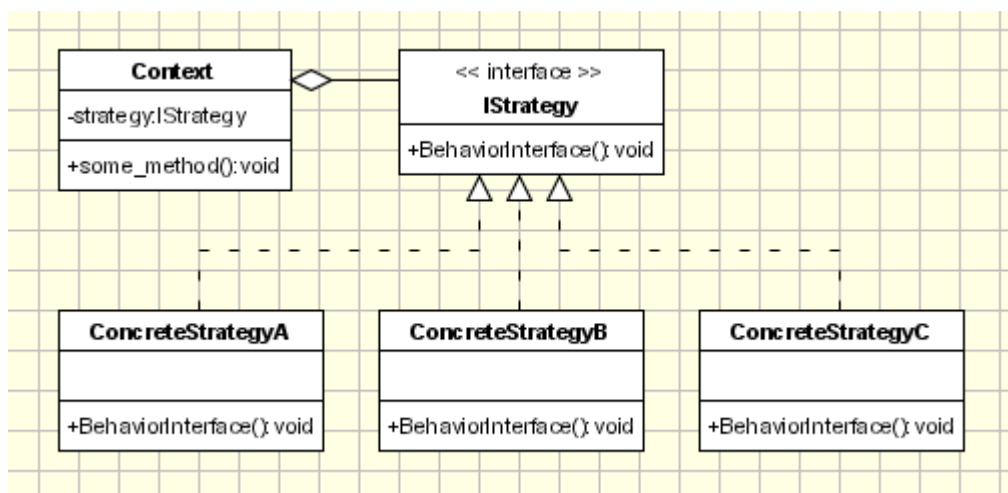 Context
-strategy:IStrategy
+some_method():void
<< interface >>
IStrategy
+BehaviorInterface(): void
ConcreteStrategyA
+BehaviorInterface(): void
ConcreteStrategyB
+BehaviorInterface(): void
ConcreteStrategyC
+BehaviorInterface(): void